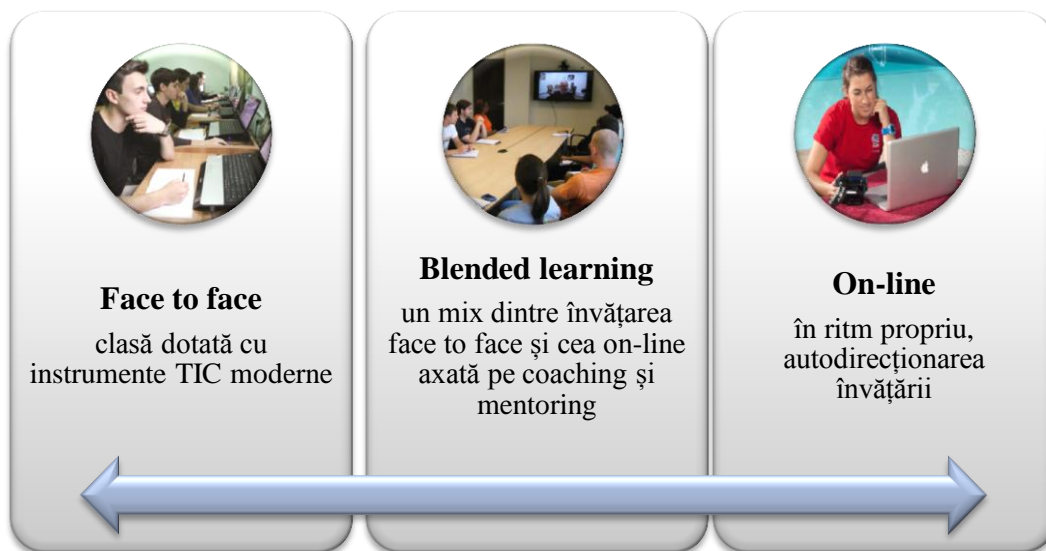 Face to face
clasă dotată cu
instrumente TIC moderne
Blended learning
un mix dintre învățarea
face to face și cea on-line
axată pe coaching și
mentoring
On-line
în ritm propriu,
autodirecționarea
învățării